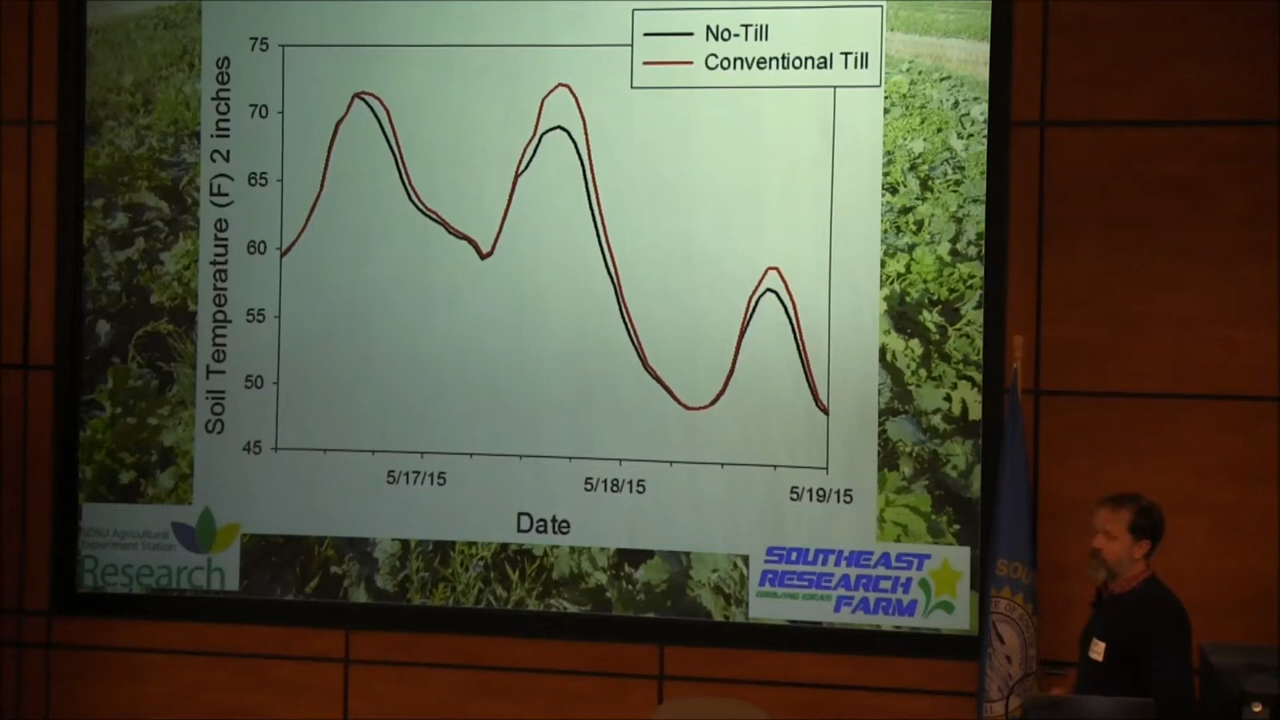 No-Till
Conventional Till
75
70
65
60
55
50
45
Soil Temperature (F) 2 inches
5/17/15
5/18/15
5/19/15
Date
Agricultural
Experiment Station
Research
SOUTHEAST
RESEARCH
FARM
GROWING IDEAS
SOU